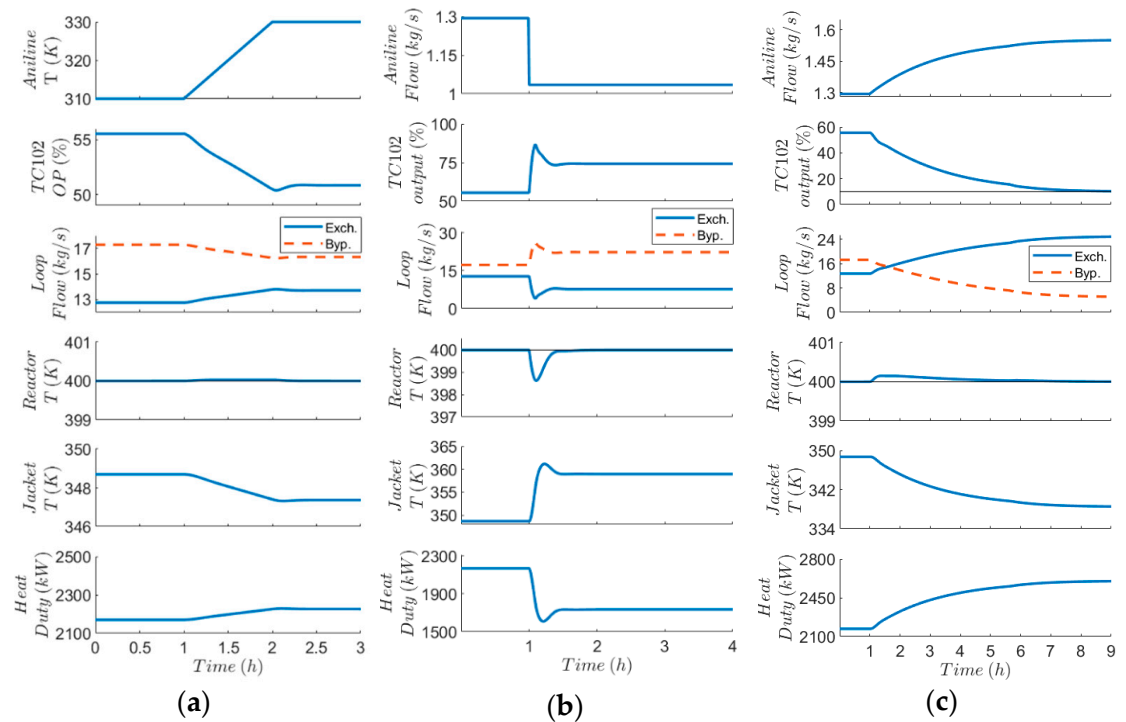 Aniline
T (K)
330
320
310
TC102
OP (%)
55
50
Loop
Flow (kg/s)
17
15
13
Exch.
Byp.
Reactor
T (K)
401
400
399
Jacket
T (K)
350
348
346
Heat
Duty (kW)
2500
2300
2100
0 0.5 1 1.5 2 2.5 3
Time (h)
(a)
Aniline
Flow (kg/s)
1.3
1.2
1.1
1
TC102
output (%)
100
75
50
Loop
Flow (kg/s)
30
15
0
Exch.
Byp.
Reactor
T (K)
400
399
398
397
Jacket
T (K)
365
360
355
350
Heat
Duty (kW)
2300
1900
1500
0 1 2 3 4
Time (h)
(b)
Aniline
Flow (kg/s)
1.6
1.45
1.3
TC102
output (%)
60
40
20
10
0
Loop
Flow (kg/s)
24
16
8
0
Exch.
Byp.
Reactor
T (K)
401
400
399
Jacket
T (K)
350
342
334
Heat
Duty (kW)
2800
2450
2100
1 2 3 4 5 6 7 8 9
Time (h)
(c)